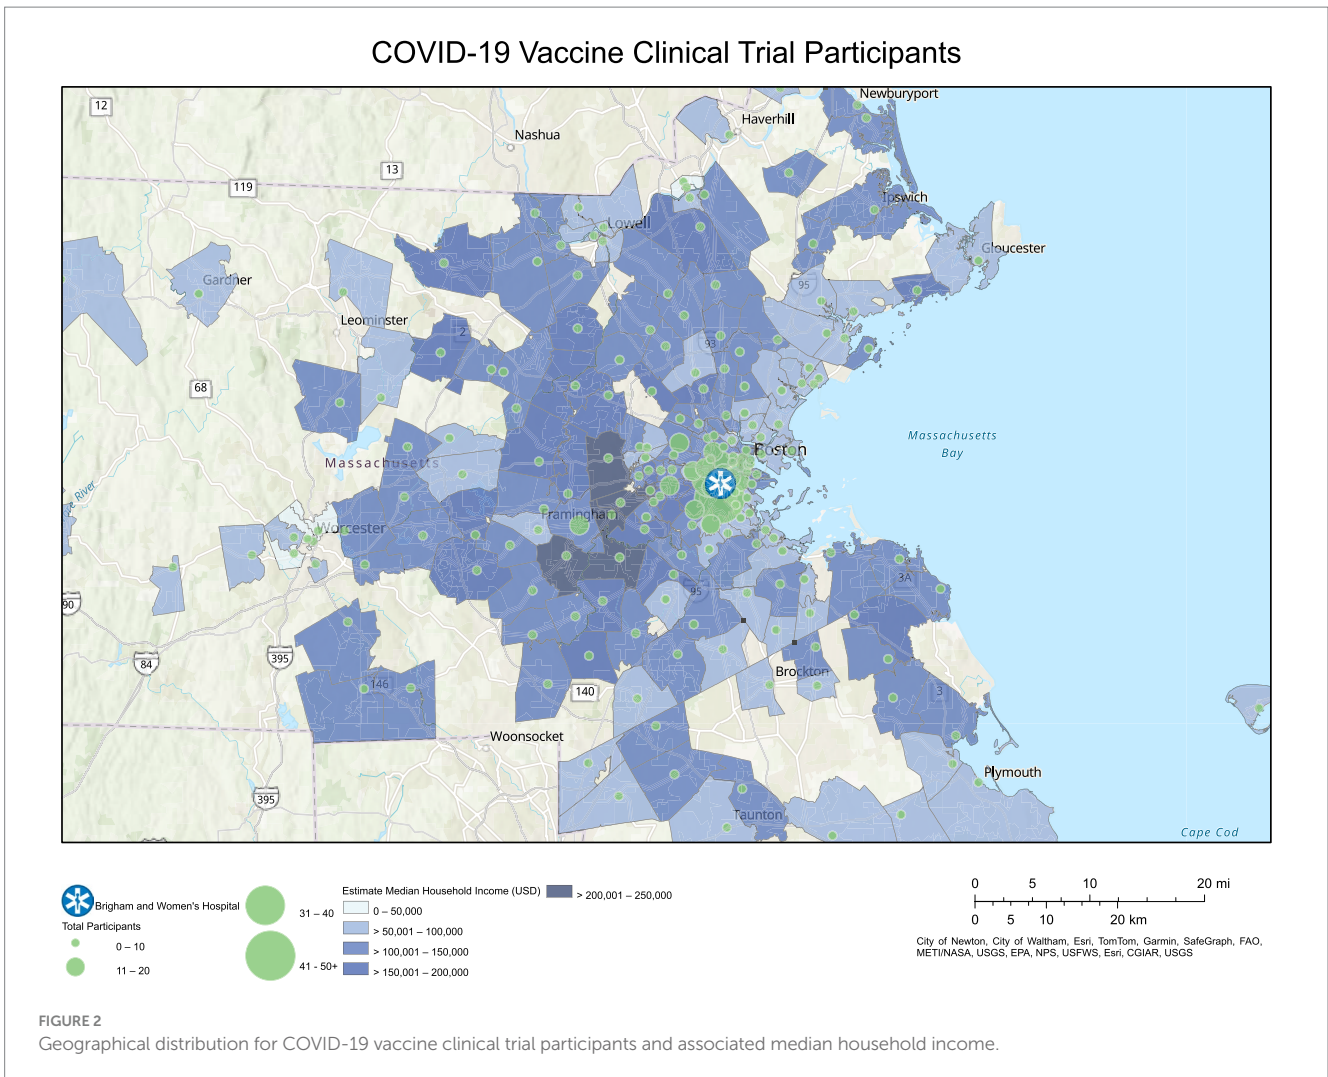 COVID-19 Vaccine Clinical Trial Participants
12
Newburyport
Haverhill
Nashua
13
119
Ipswich
Lowell
Gloucester
Gardner
95
Leominster
2
93
68
Massachusetts
Bay
Boston
Massachusetts
River
Framingham
Worcester
3A
90
95
395
84
Brockton
146
140
3
Woonsocket
Plymouth
395
Taunton
Cape Cod
Brigham and Women's Hospital
Total Participants
0 – 10
11 – 20
31 – 40
41 - 50+
Estimate Median Household Income (USD)
0 – 50,000
> 50,001 – 100,000
> 100,001 – 150,000
> 150,001 – 200,000
> 200,001 – 250,000
0 5 10 20 mi
0 5 10 20 km
City of Newton, City of Waltham, Esri, TomTom, Garmin, SafeGraph, FAO,
METI/NASA, USGS, EPA, NPS, USFWS, Esri, CGIAR, USGS
FIGURE 2
Geographical distribution for COVID-19 vaccine clinical trial participants and associated median household income.